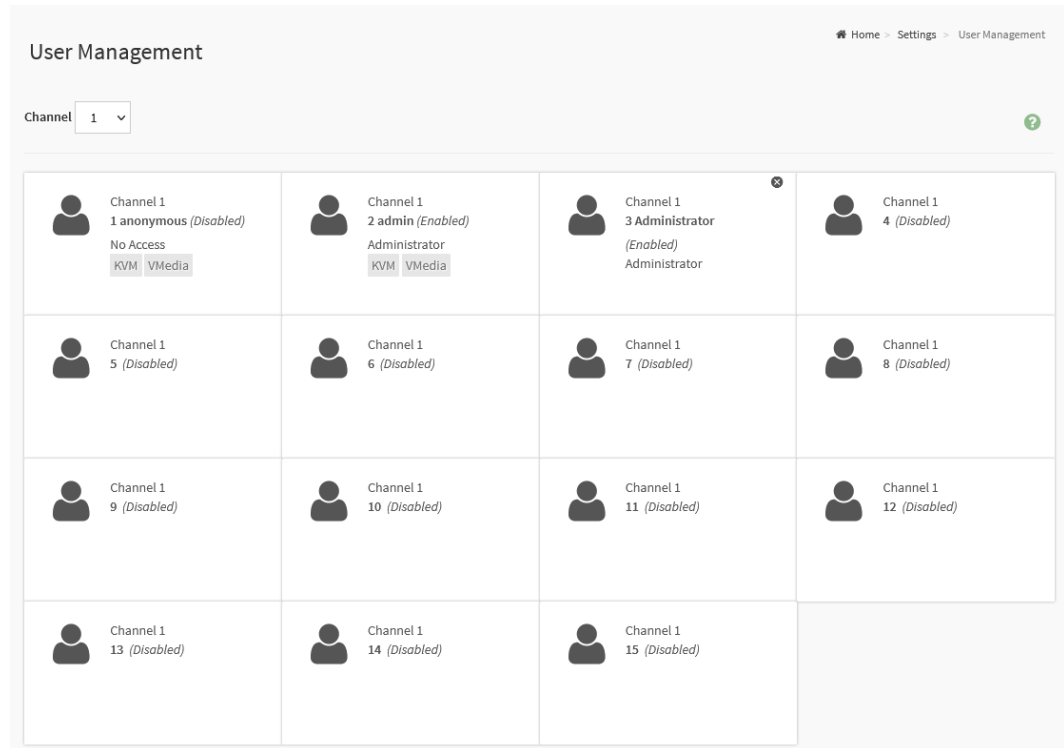 Home > Settings > User Management
User Management
Channel 1
Channel 1
1 anonymous (Disabled)
No Access
KVM VMedia
Channel 1
2 admin (Enabled)
Administrator
KVM VMedia
Channel 1
3 Administrator
(Enabled)
Administrator
Channel 1
4 (Disabled)
Channel 1
5 (Disabled)
Channel 1
6 (Disabled)
Channel 1
7 (Disabled)
Channel 1
8 (Disabled)
Channel 1
9 (Disabled)
Channel 1
10 (Disabled)
Channel 1
11 (Disabled)
Channel 1
12 (Disabled)
Channel 1
13 (Disabled)
Channel 1
14 (Disabled)
Channel 1
15 (Disabled)